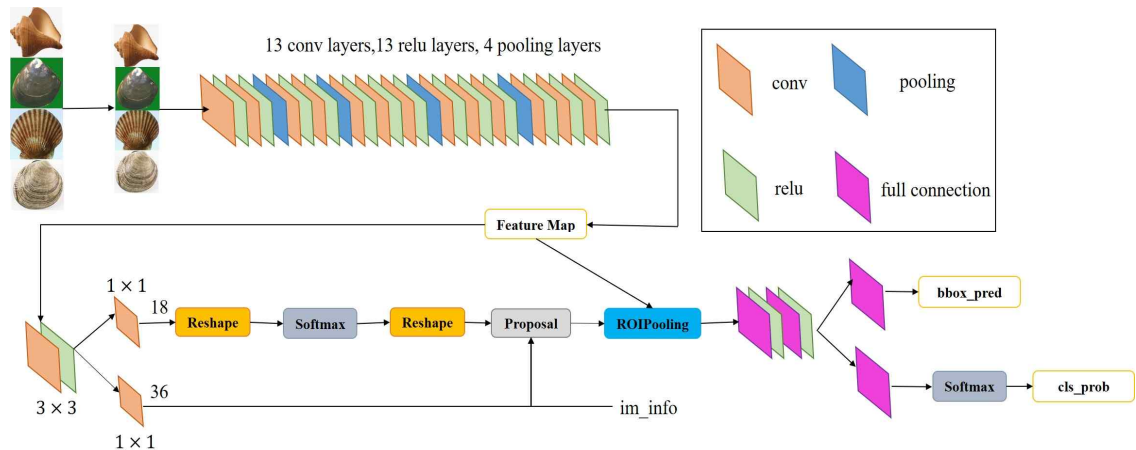 13 conv layers,13 relu layers, 4 pooling layers
conv
pooling
relu
full connection
Feature Map
1 × 1
18
Reshape
Softmax
Reshape
Proposal
ROIPooling
bbox_pred
3 × 3
36
1 × 1
im_info
Softmax
cls_prob